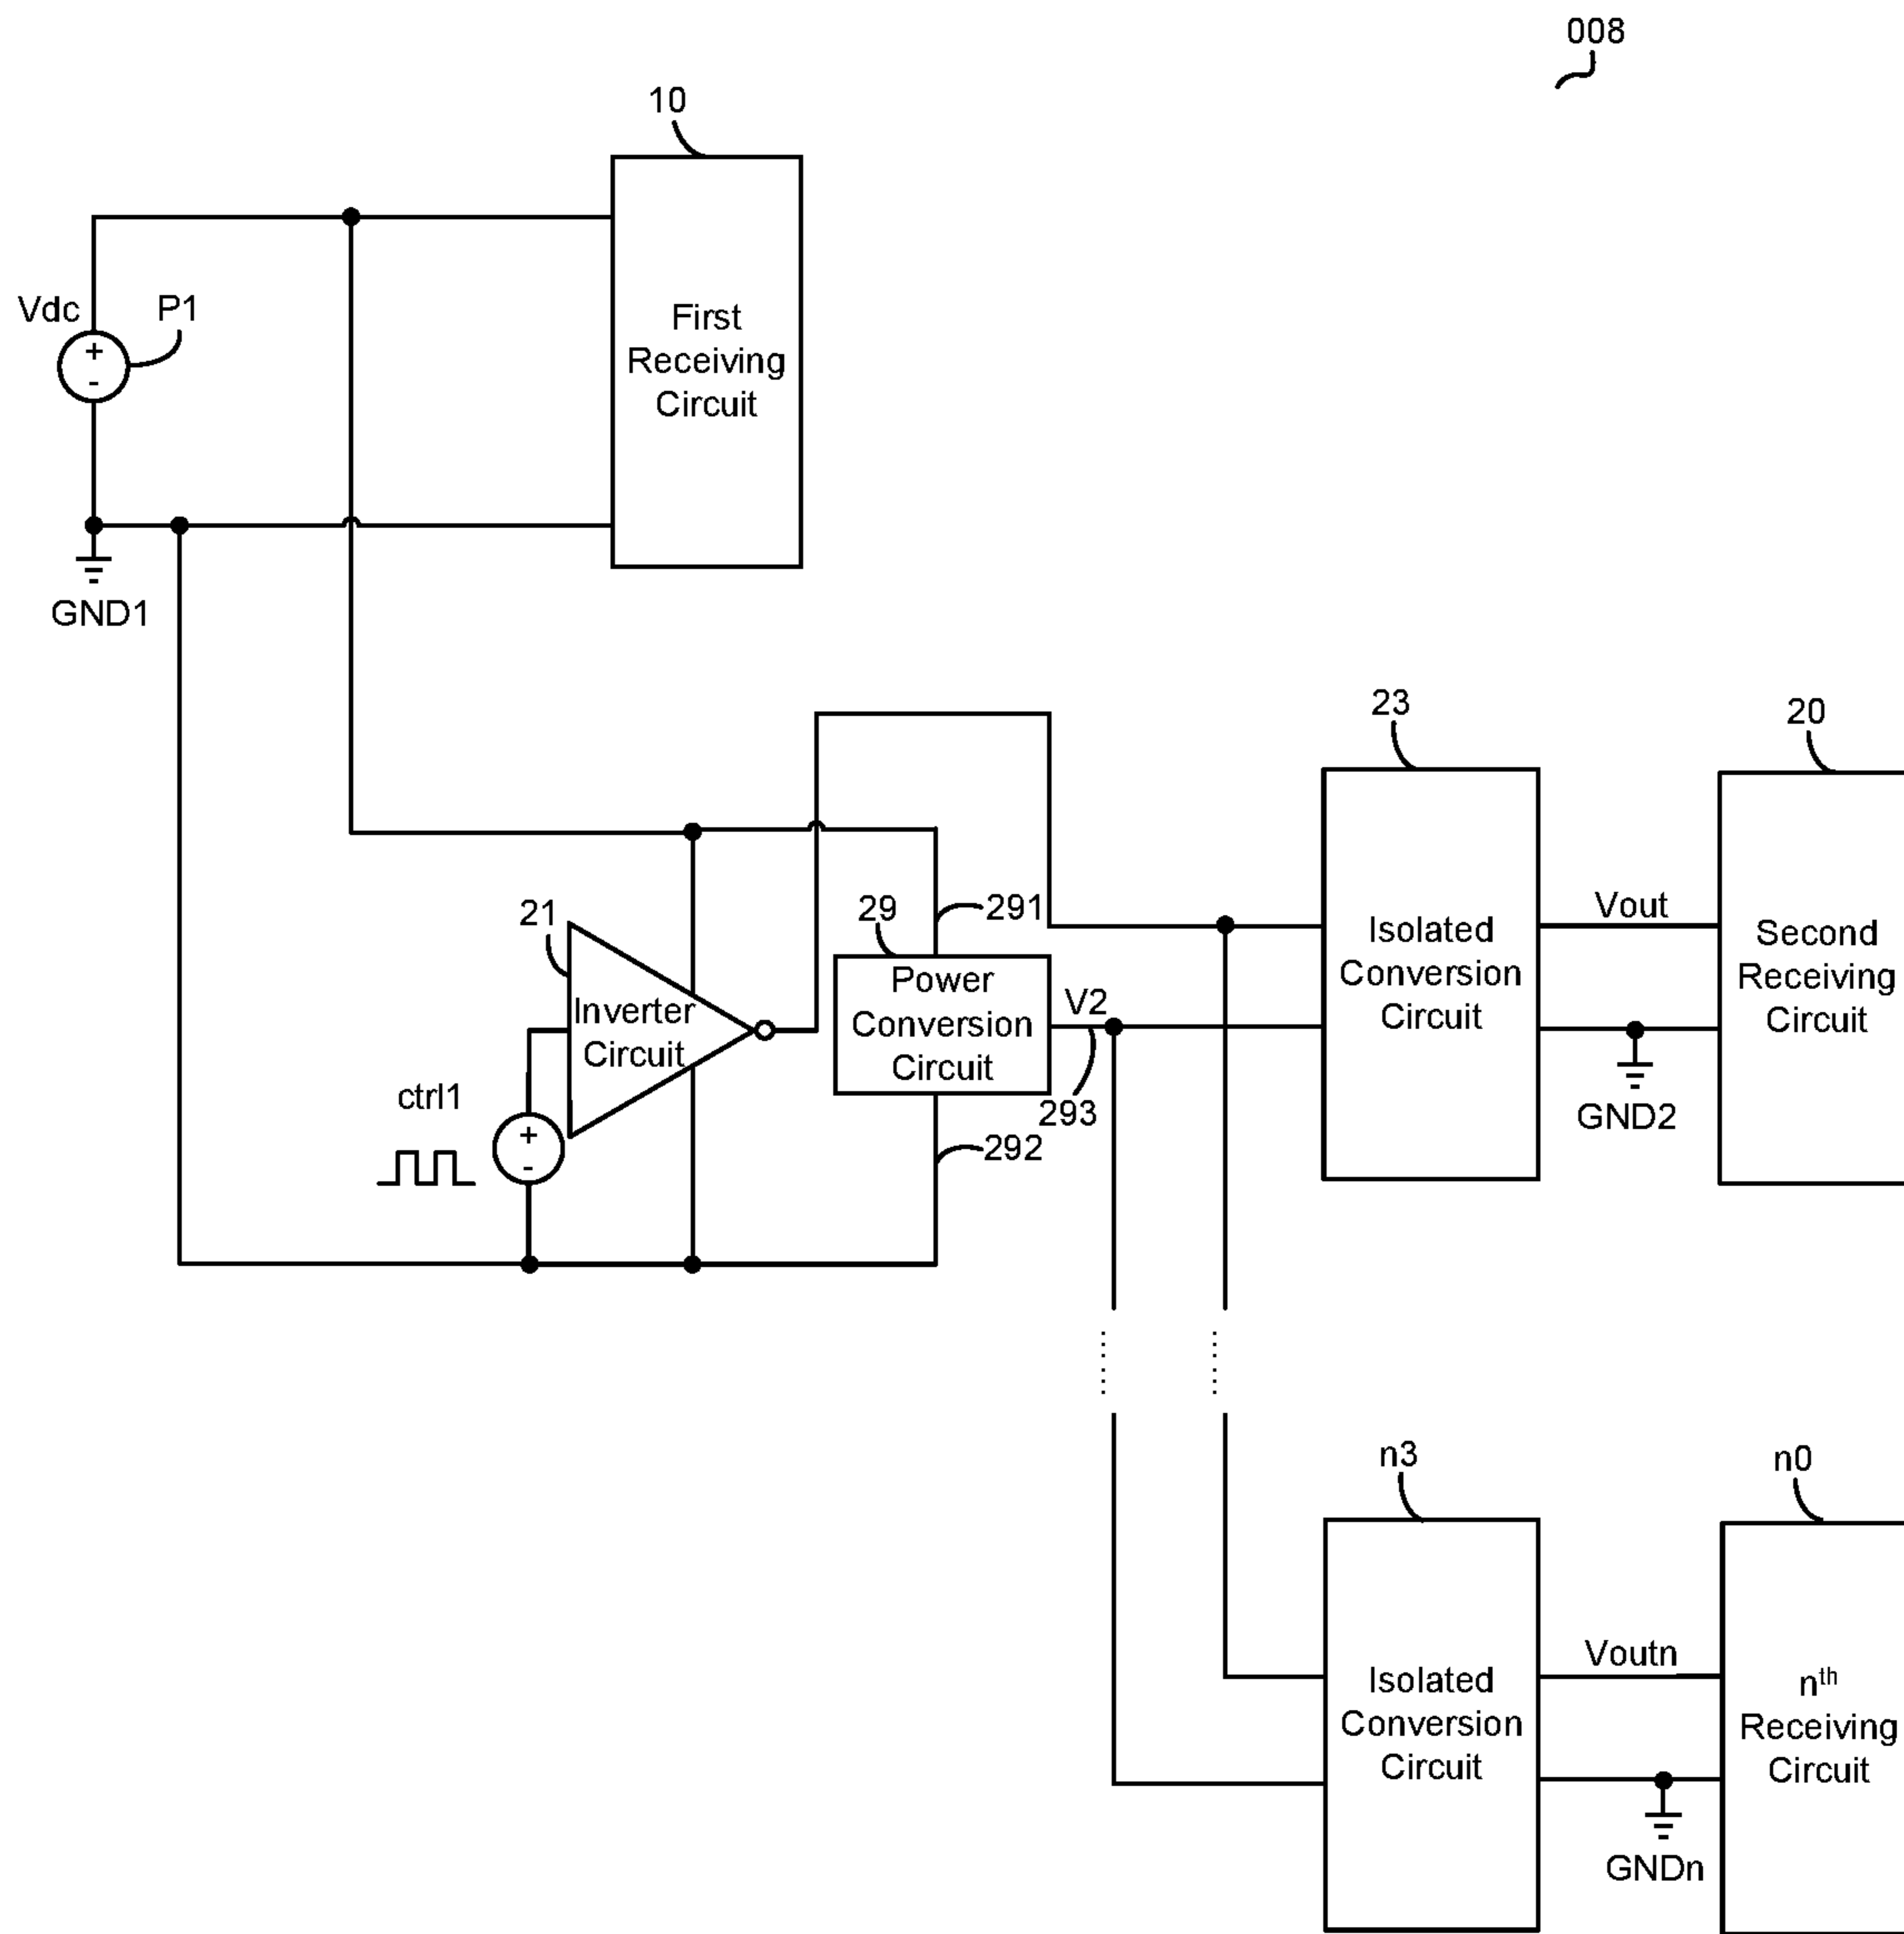 008
10
Vdc
P1
+
-
First
Receiving
Circuit
GND1
23
20
21
29
291
Isolated
Conversion
Circuit
Vout
Second
Receiving
Circuit
Inverter
Circuit
Power
Conversion
Circuit
V2
293
GND2
ctrl1
+
-
292
n3
n0
Isolated
Conversion
Circuit
Voutn
nth
Receiving
Circuit
GNDn